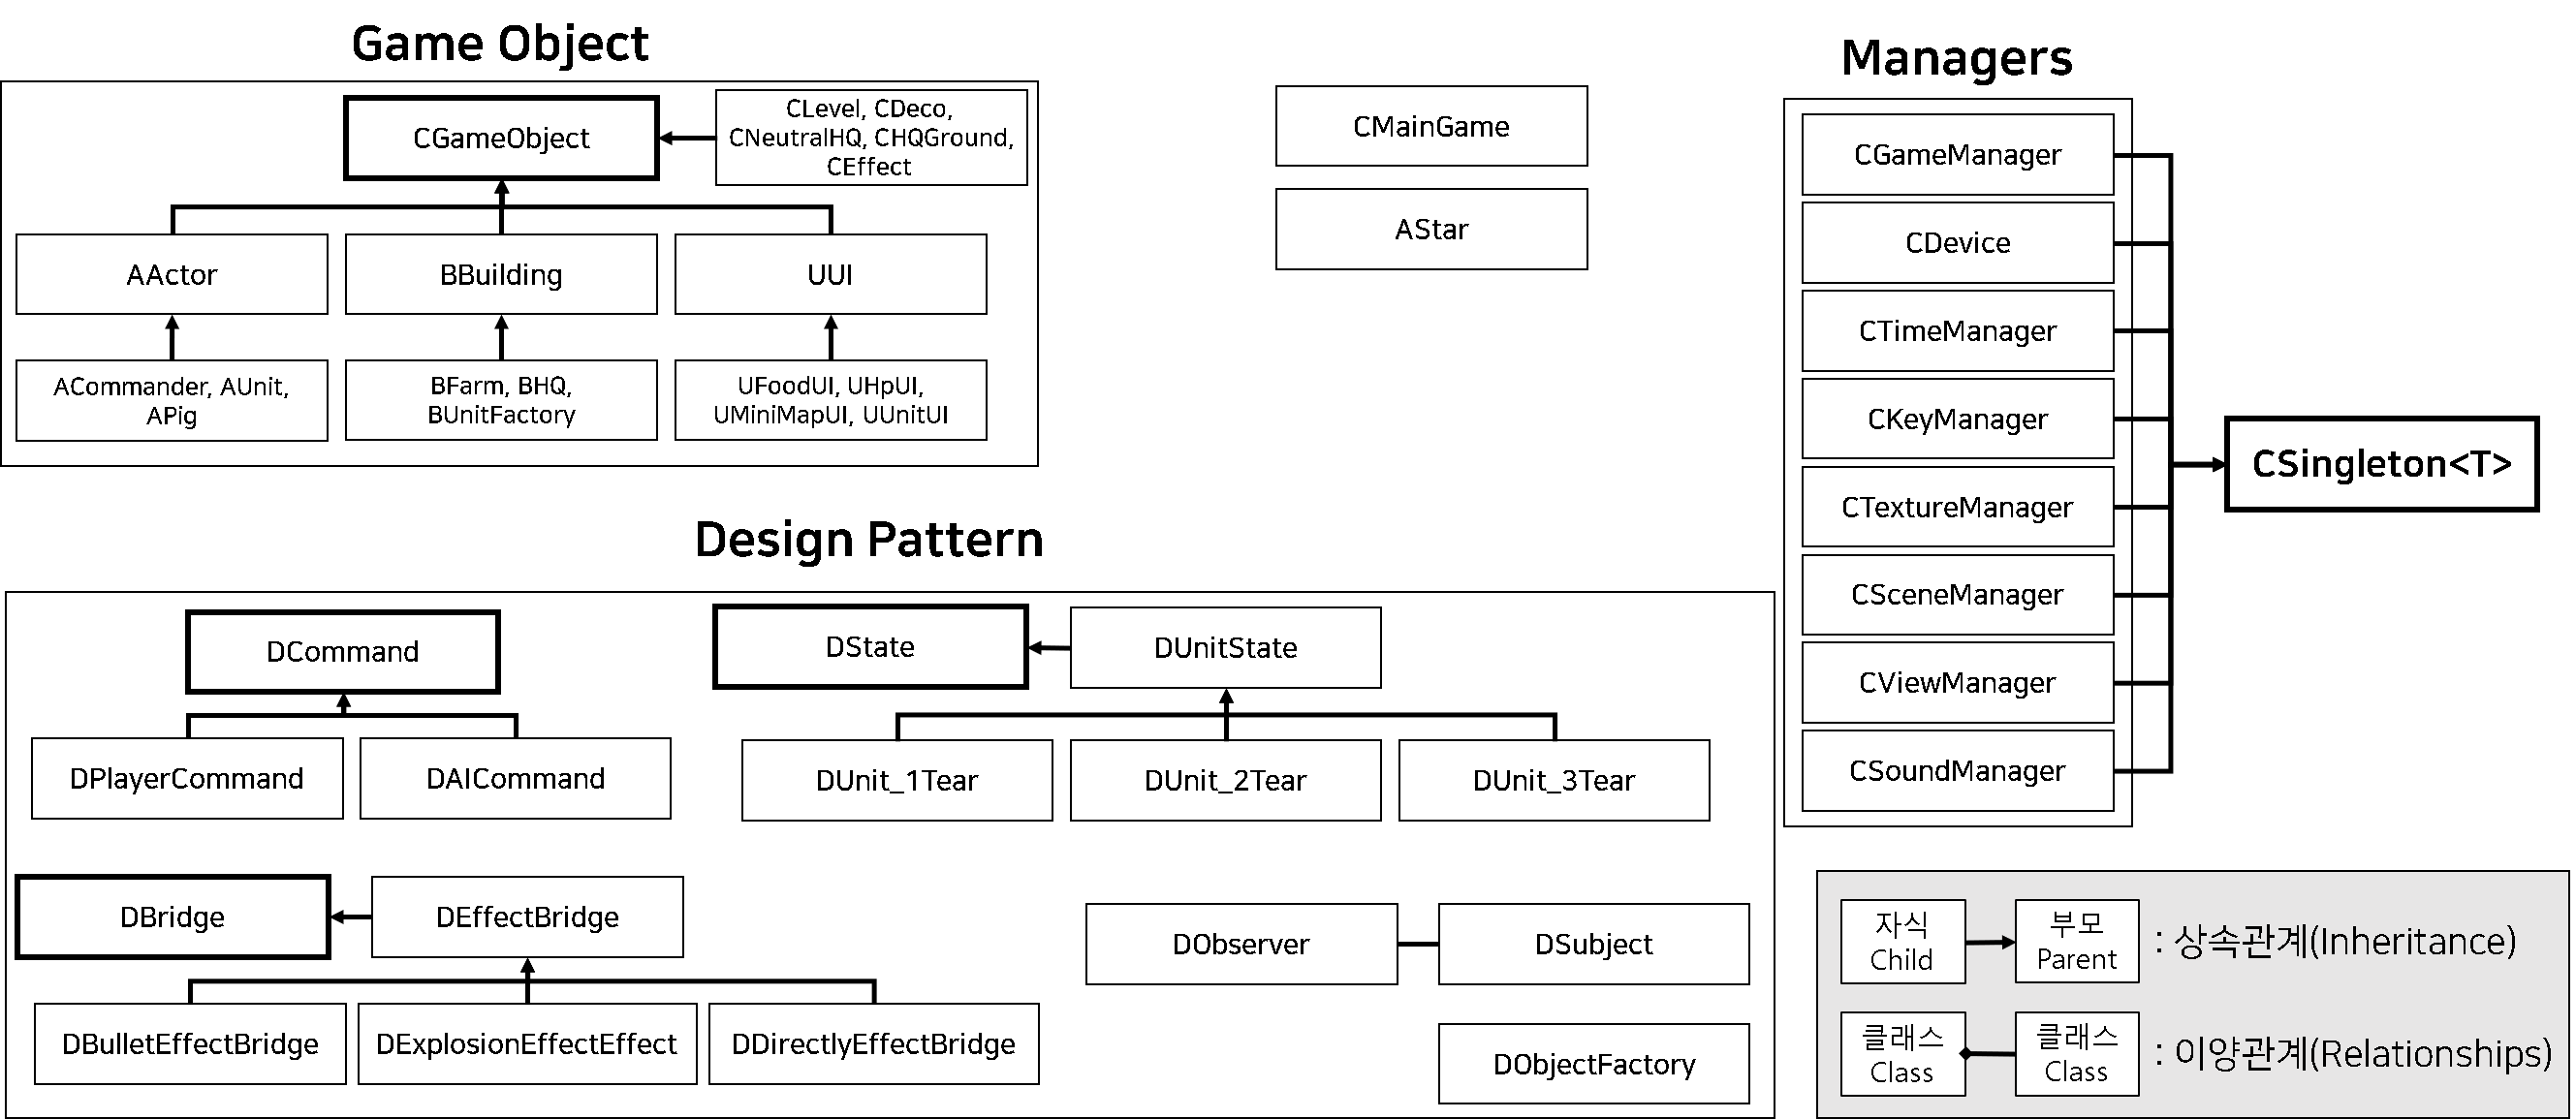 Game Object
CGameObject
CLevel, CDeco,
CNeutralHQ, CHQGround,
CEffect
AActor
BBuilding
UUI
ACommander, AUnit,
APig
BFarm, BHQ,
BUnitFactory
UFoodUI, UHpUI,
UMiniMapUI, UUnitUI
CMainGame
AStar
Managers
CGameManager
CDevice
CTimeManager
CKeyManager
CTextureManager
CSceneManager
CViewManager
CSoundManager
CSingleton<T>
Design Pattern
DCommand
DPlayerCommand
DAICommand
DState
DUnitState
DUnit_1Tear
DUnit_2Tear
DUnit_3Tear
DBridge
DEffectBridge
DBulletEffectBridge
DExplosionEffectEffect
DDirectlyEffectBridge
DObserver
DSubject
DObjectFactory
자식
Child
부모
Parent
: 상속관계(Inheritance)
클래스
Class
클래스
Class
: 이양관계(Relationships)